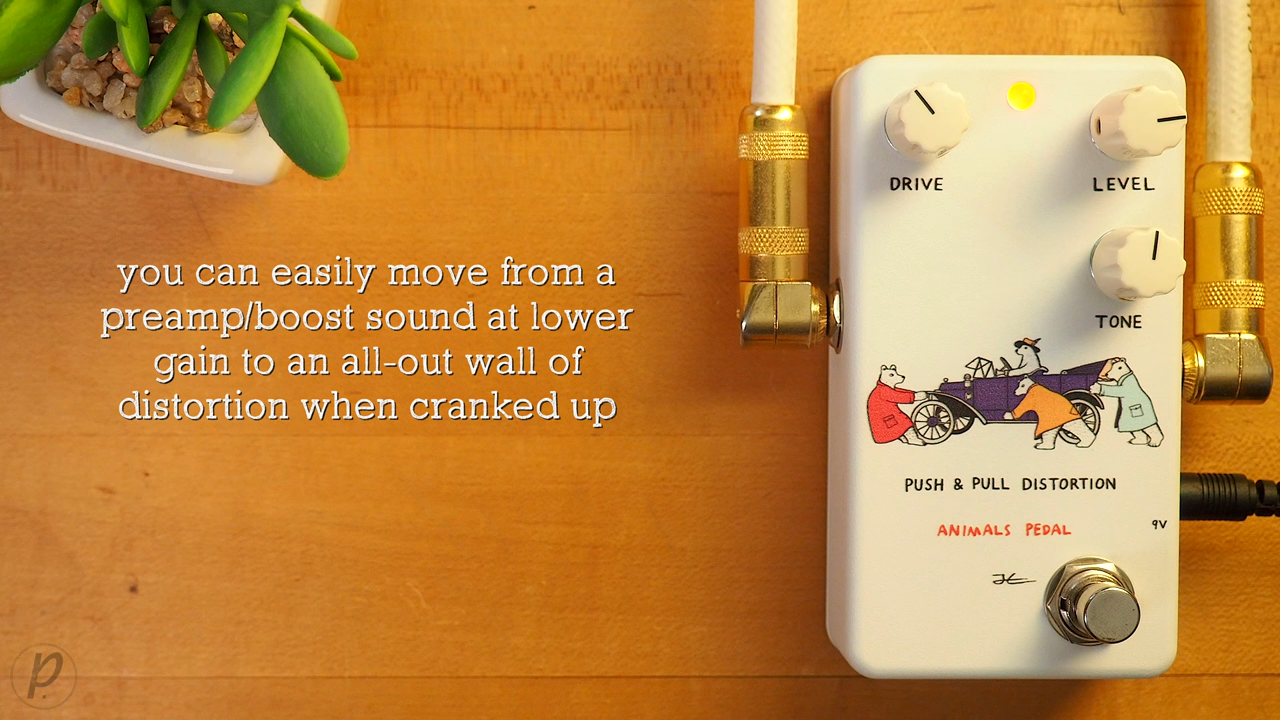 you can easily move from a
preamp/boost sound at lower
gain to an all-out wall of
distortion when cranked up
DRIVE
LEVEL
TONE
PUSH & PULL DISTORTION
ANIMALS PEDAL
9V
p